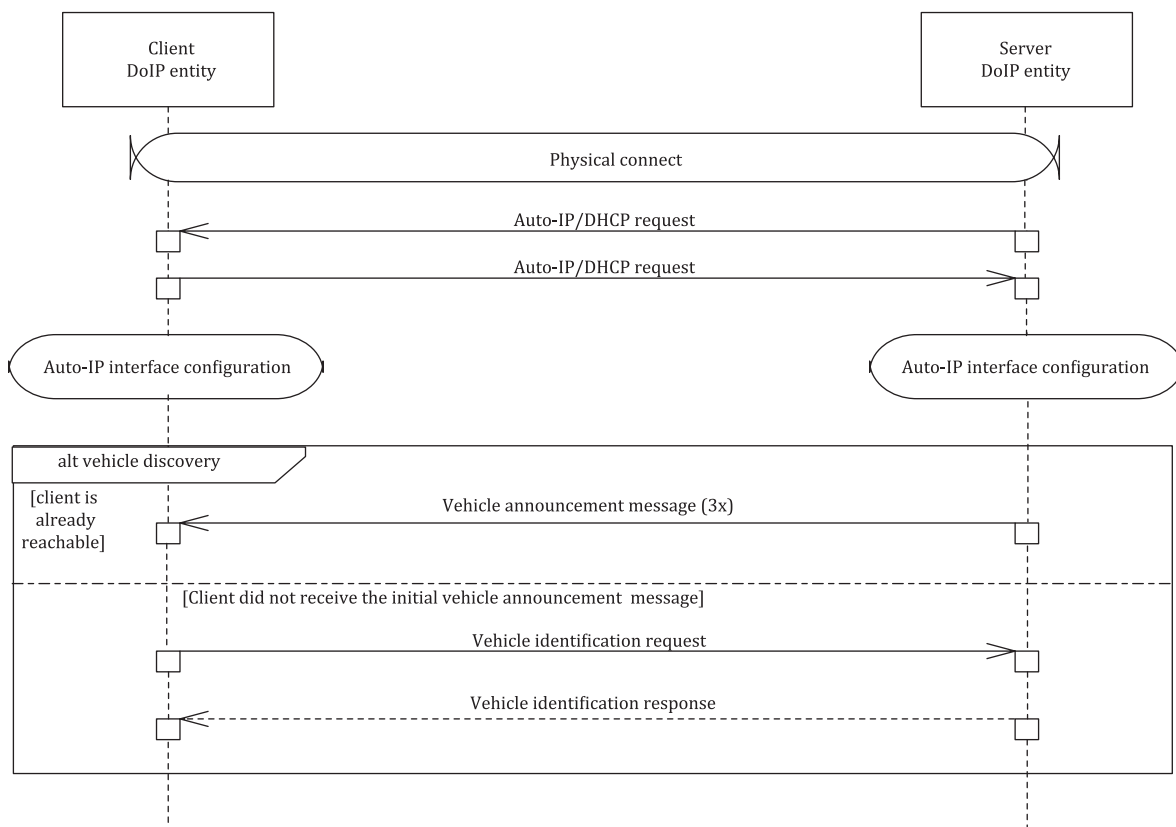 Client
DoIP entity
Server
DoIP entity
Physical connect
Auto-IP/DHCP request
Auto-IP/DHCP request
Auto-IP interface configuration
Auto-IP interface configuration
alt vehicle discovery
[client is
already
reachable]
Vehicle announcement message (3x)
[Client did not receive the initial vehicle announcement message]
Vehicle identification request
Vehicle identification response